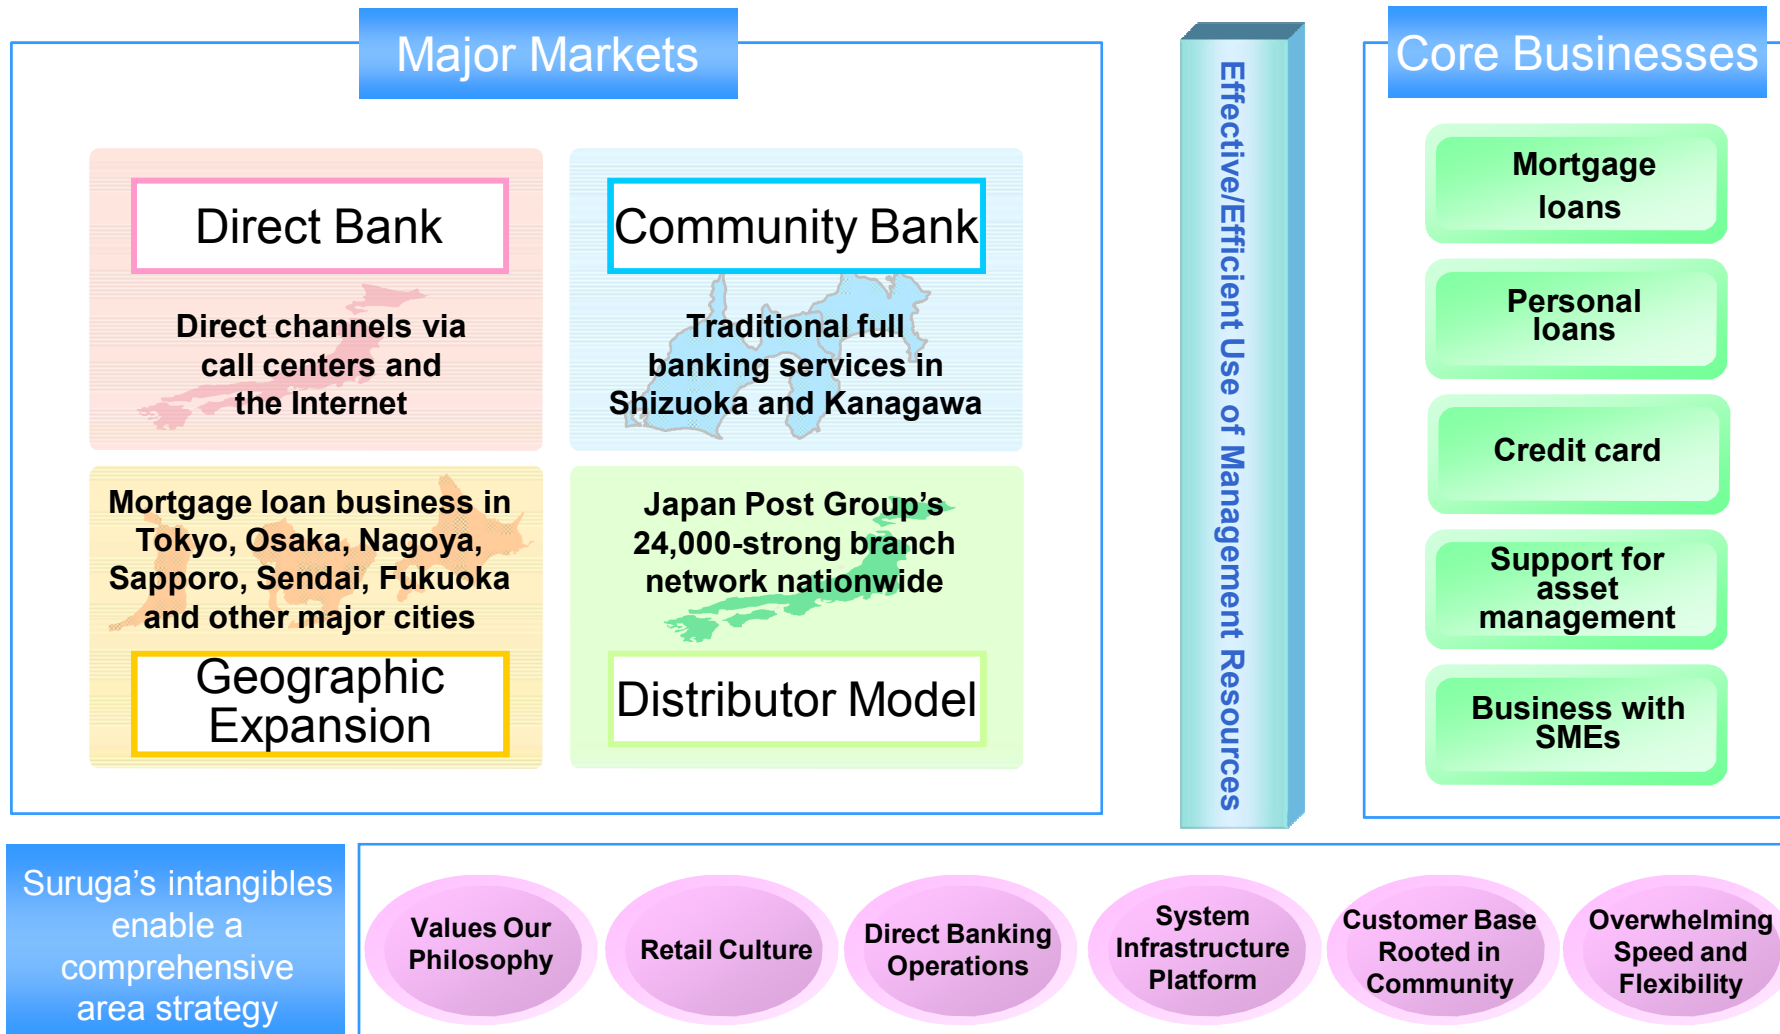 Major Markets
Direct Bank
Direct channels via
call centers and
the Internet
Community Bank
Traditional full
banking services in
Shizuoka and Kanagawa
Mortgage loan business in
Tokyo, Osaka, Nagoya,
Sapporo, Sendai, Fukuoka
and other major cities
Geographic
Expansion
Japan Post Group’s
24,000-strong branch
network nationwide
Distributor Model
Effective/Efficient Use of Management Resources
Core Businesses
Mortgage
loans
Personal
loans
Credit card
Support for
asset
management
Business with
SMEs
Suruga’s intangibles
enable a
comprehensive
area strategy
Values Our
Philosophy
Retail Culture
Direct Banking
Operations
System
Infrastructure
Platform
Customer Base
Rooted in
Community
Overwhelming
Speed and
Flexibility